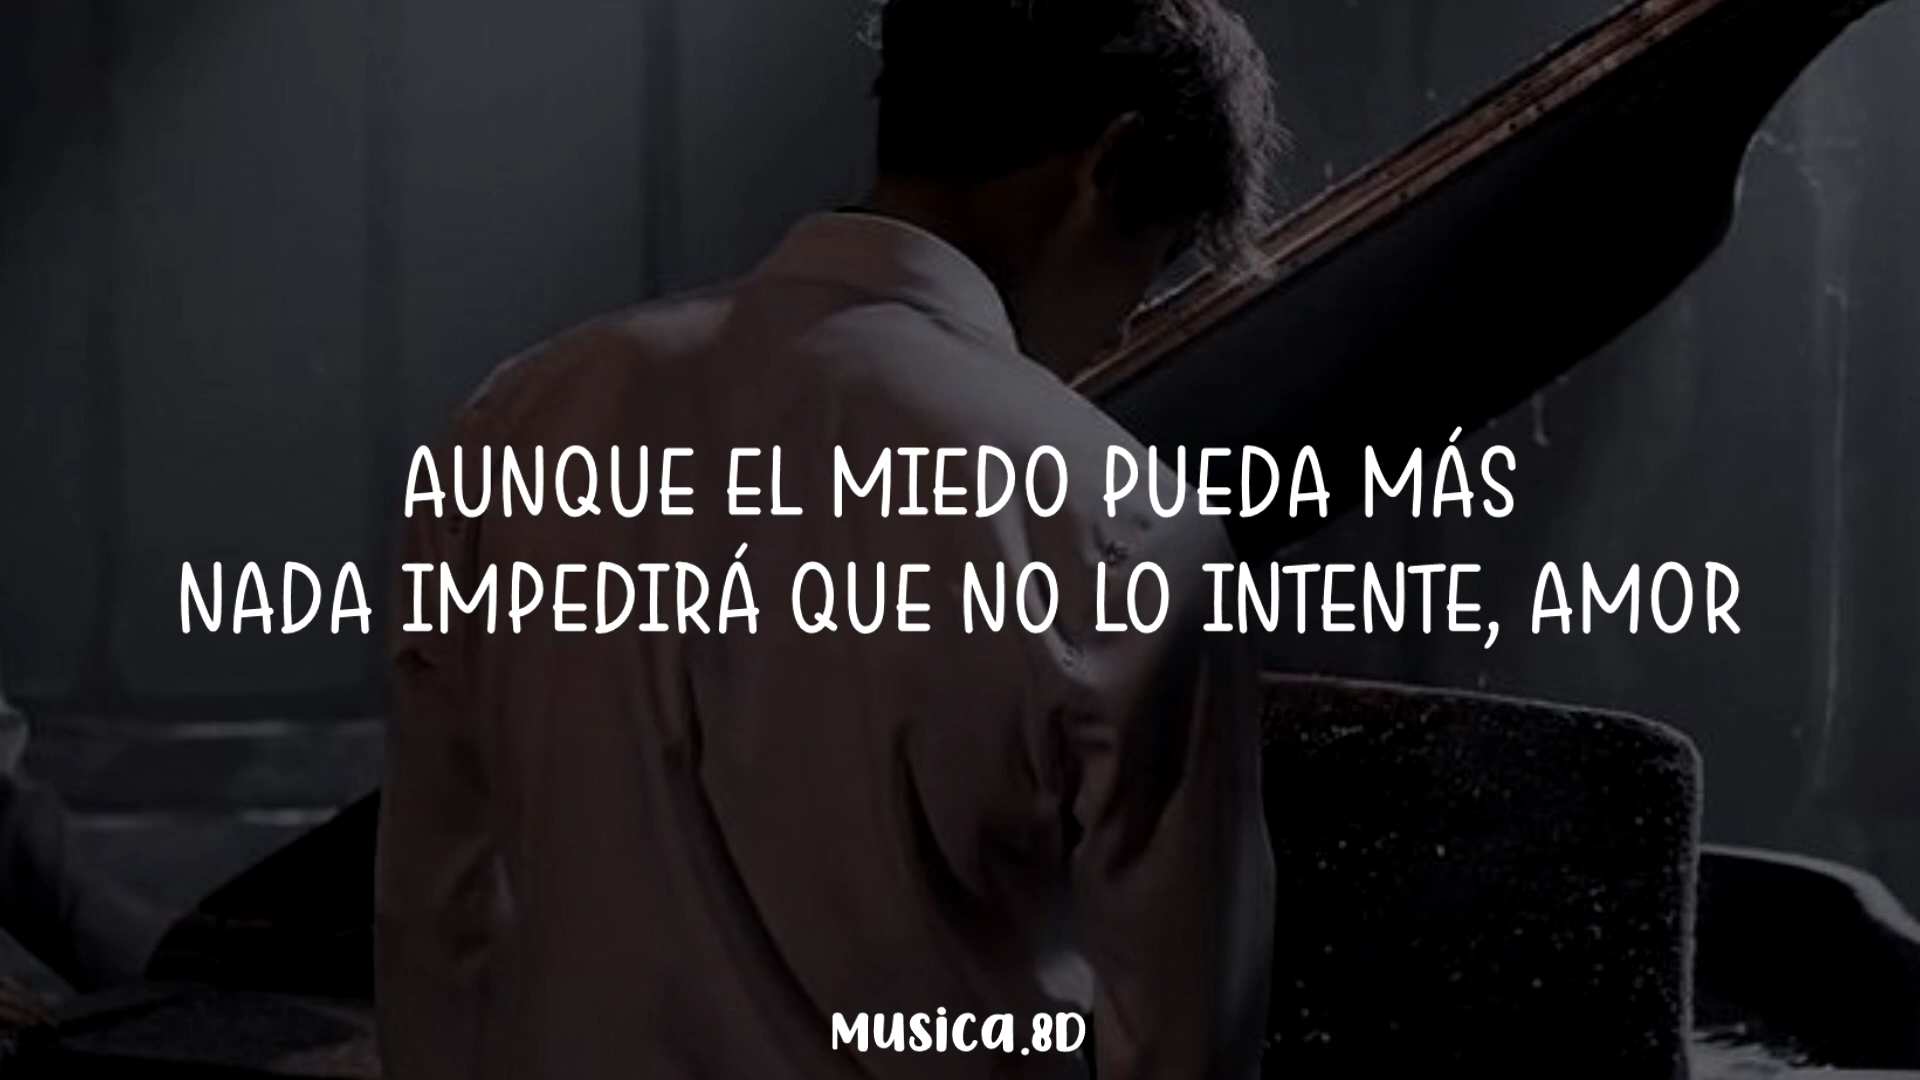 AUNQUE EL MIEDO PUEDA MÁS
NADA IMPEDIRÁ QUE NO LO INTENTE, AMOR
MUSICA.8D